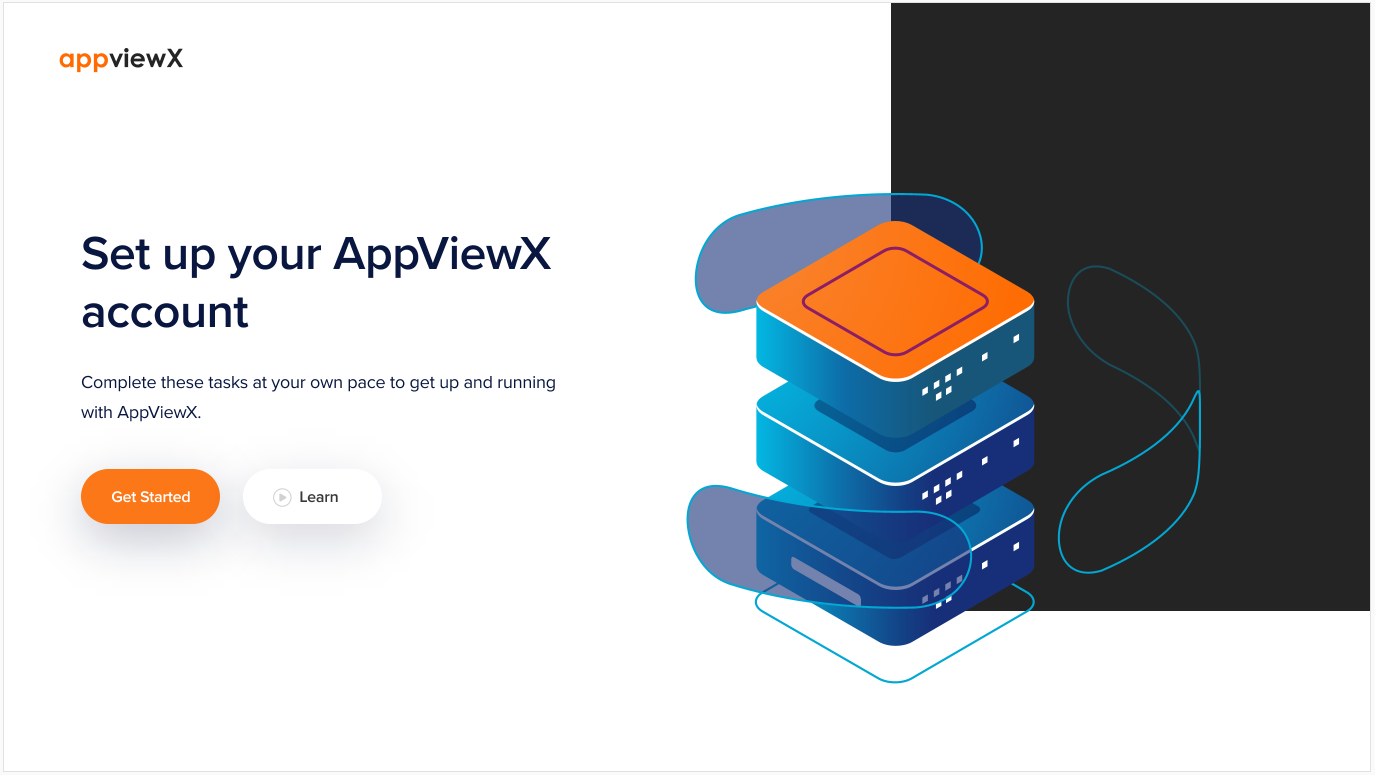 appviewX
Set up your AppViewX
account
Complete these tasks at your own pace to get up and running
with AppViewX.
Get Started
Learn